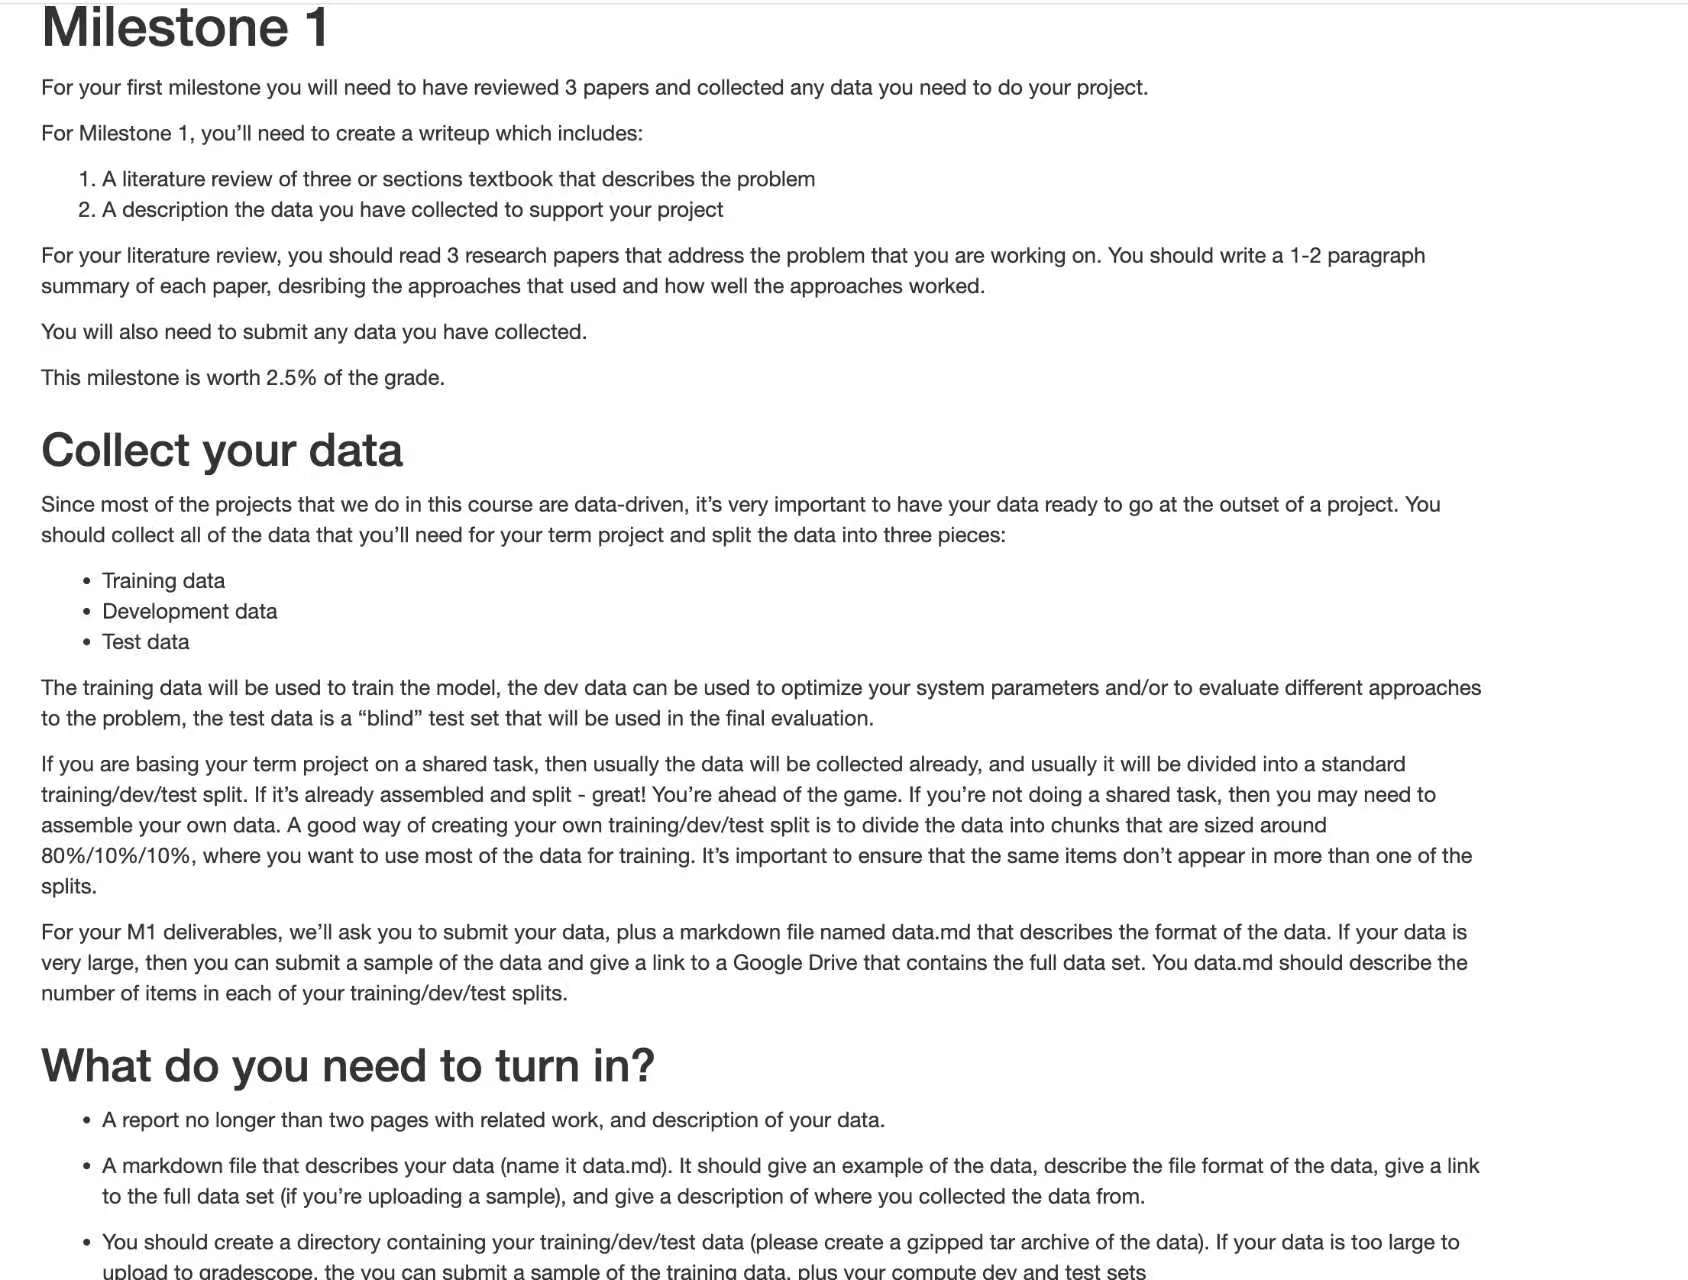 Milestone 1
For your first milestone you will need to have reviewed 3 papers and collected any data you need to do your project.
For Milestone 1, you’ll need to create a writeup which includes:
1. A literature review of three or sections textbook that describes the problem
2. A description the data you have collected to support your project
For your literature review, you should read 3 research papers that address the problem that you are working on. You should write a 1-2 paragraph
summary of each paper, desribing the approaches that used and how well the approaches worked.
You will also need to submit any data you have collected.
This milestone is worth 2.5% of the grade.
Collect your data
Since most of the projects that we do in this course are data-driven, it’s very important to have your data ready to go at the outset of a project. You
should collect all of the data that you’ll need for your term project and split the data into three pieces:
• Training data
• Development data
• Test data
The training data will be used to train the model, the dev data can be used to optimize your system parameters and/or to evaluate different approaches
to the problem, the test data is a “blind” test set that will be used in the final evaluation.
If you are basing your term project on a shared task, then usually the data will be collected already, and usually it will be divided into a standard
training/dev/test split. If it’s already assembled and split - great! You’re ahead of the game. If you’re not doing a shared task, then you may need to
assemble your own data. A good way of creating your own training/dev/test split is to divide the data into chunks that are sized around
80%/10%/10%, where you want to use most of the data for training. It’s important to ensure that the same items don’t appear in more than one of the
splits.
For your M1 deliverables, we’ll ask you to submit your data, plus a markdown file named data.md that describes the format of the data. If your data is
very large, then you can submit a sample of the data and give a link to a Google Drive that contains the full data set. You data.md should describe the
number of items in each of your training/dev/test splits.
What do you need to turn in?
• A report no longer than two pages with related work, and description of your data.
• A markdown file that describes your data (name it data.md). It should give an example of the data, describe the file format of the data, give a link
to the full data set (if you’re uploading a sample), and give a description of where you collected the data from.
• You should create a directory containing your training/dev/test data (please create a gzipped tar archive of the data). If your data is too large to
upload to gradescope, the you can submit a sample of the training data, plus your compute dev and test sets